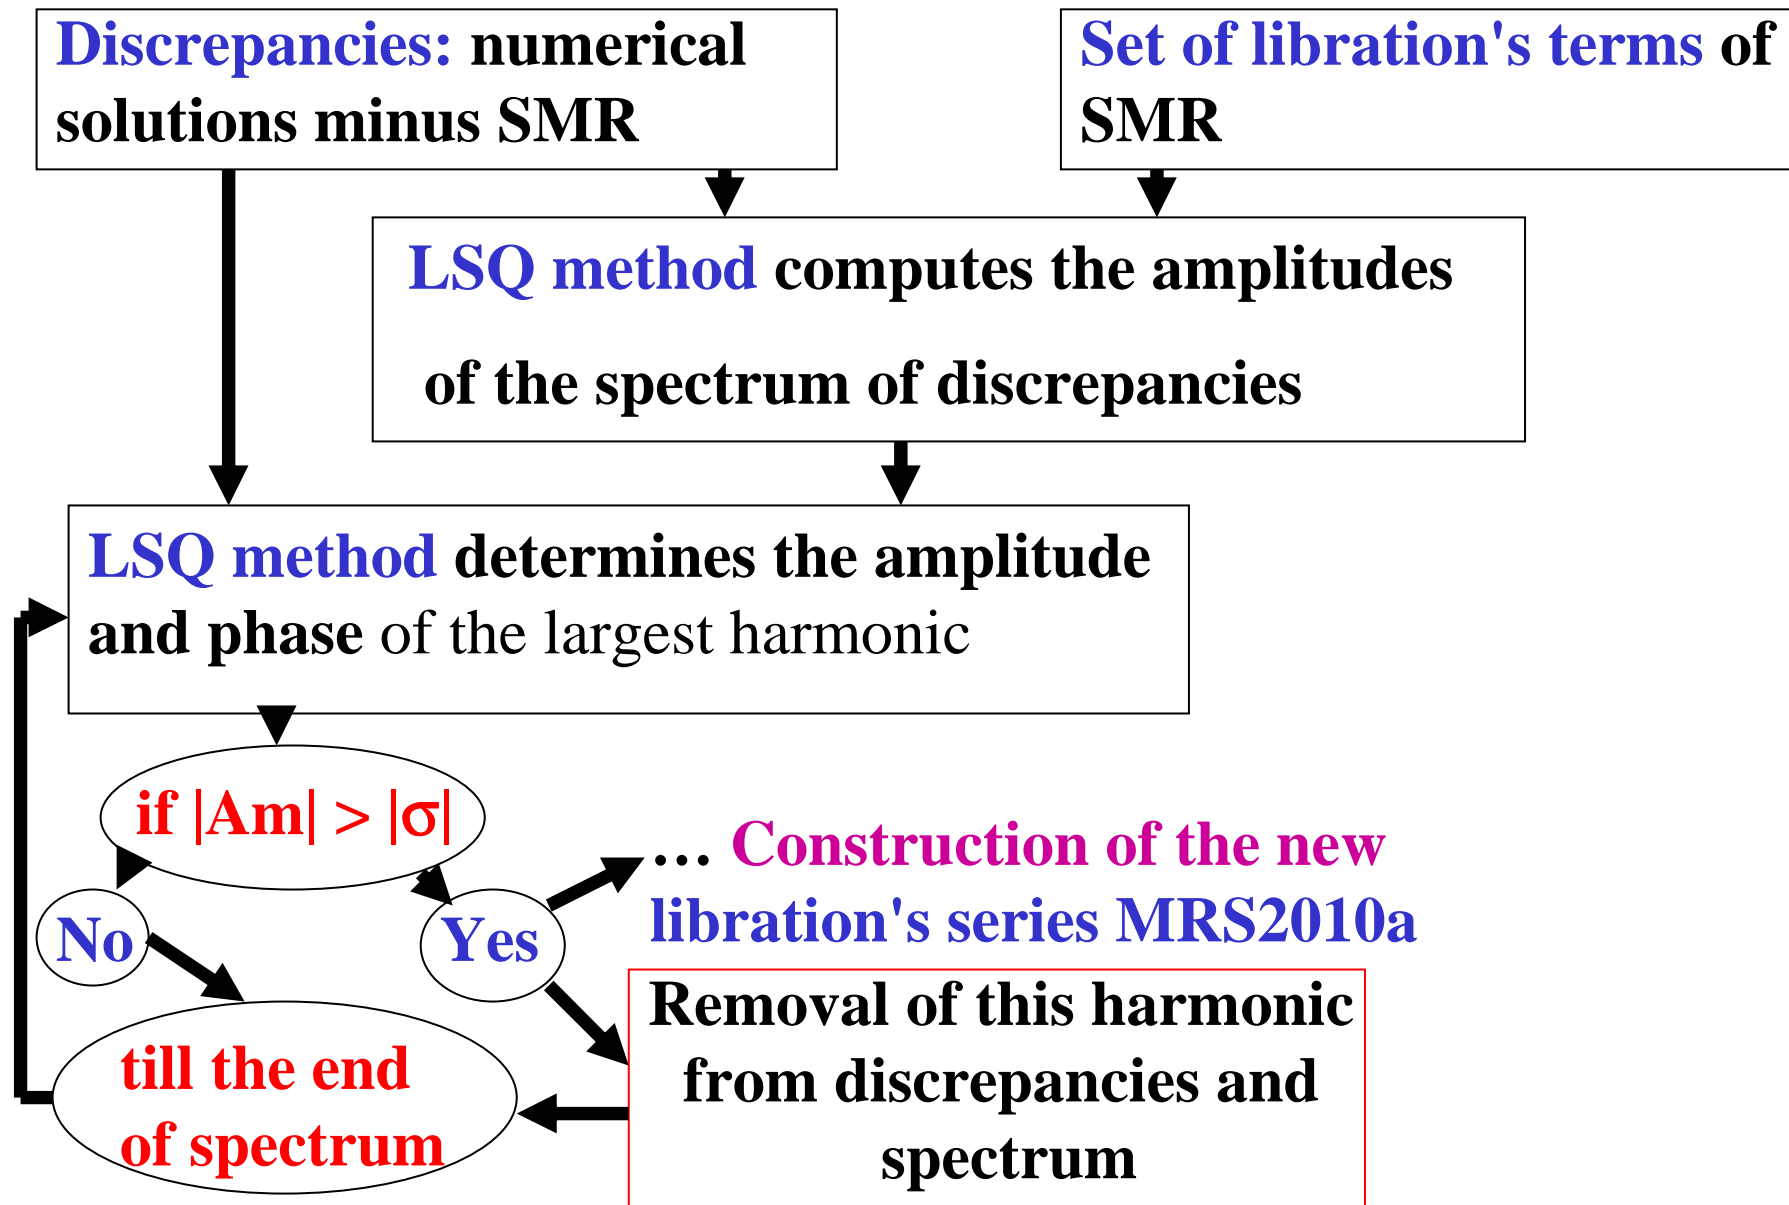 Discrepancies: numerical
solutions minus SMR
Set of libration's terms of
SMR
LSQ method computes the amplitudes
of the spectrum of discrepancies
LSQ method determines the amplitude
and phase of the largest harmonic
if |Am| > |σ|
No
Yes
… Construction of the new
libration's series MRS2010a
Removal of this harmonic
from discrepancies and
spectrum
till the end
of spectrum